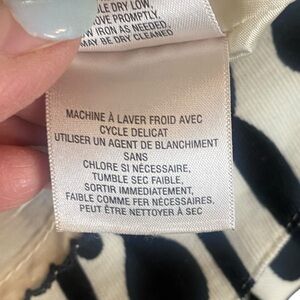 LE DRY LOW,
OVE PROMPTLY,
W IRON AS NEEDED.
MAY BE DRY CLEANED
MACHINE À LAVER FROID AVEC
CYCLE DELICAT
UTILISER UN AGENT DE BLANCHIMENT
SANS
CHLORE SI NÉCESSAIRE,
TUMBLE SEC FAIBLE,
SORTIR IMMEDIATEMENT,
FAIBLE COMME FER NÉCESSAIRES,
PEUT ÊTRE NETTOYER À SEC